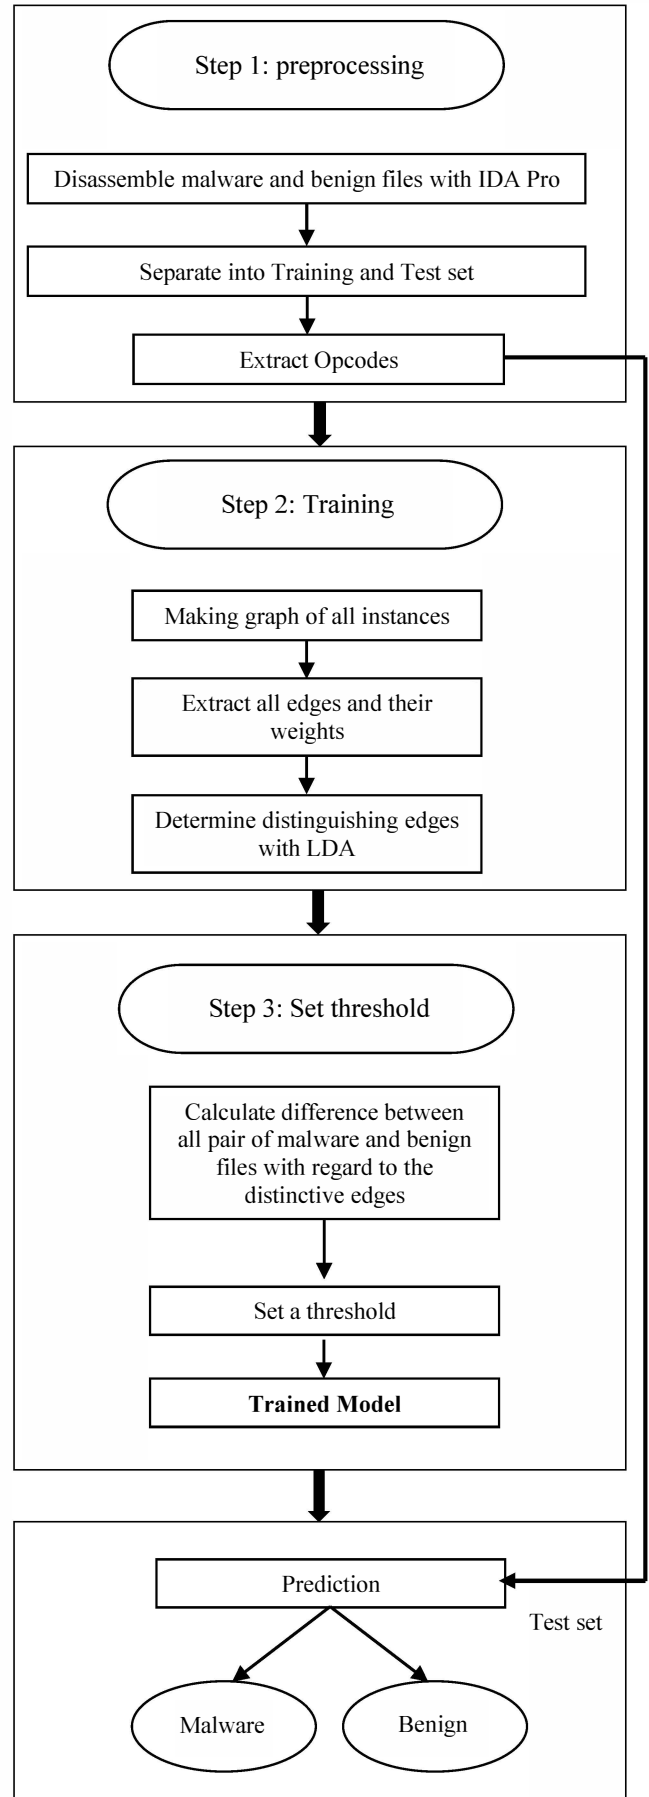 Step 1: preprocessing
Disassemble malware and benign files with IDA Pro
Separate into Training and Test set
Extract Opcodes
Step 2: Training
Making graph of all instances
Extract all edges and their
weights
Determine distinguishing edges
with LDA
Step 3: Set threshold
Calculate difference between
all pair of malware and benign
files with regard to the
distinctive edges
Set a threshold
Trained Model
Prediction
Test set
Malware
Benign